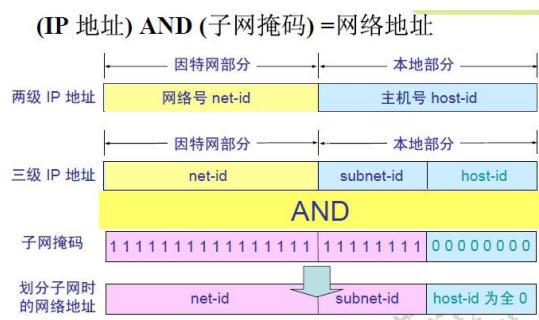 (IP 地址) AND (子网掩码) =网络地址
因特网部分 本地部分
两级 IP 地址 网络号 net-id 主机号 host-id
因特网部分 本地部分
三级 IP 地址 net-id subnet-id host-id
AND
子网掩码 1 1 1 1 1 1 1 1 1 1 1 1 1 1 1 1 1 1 1 1 1 1 1 1 0 0 0 0 0 0 0 0
划分子网时
的网络地址 net-id subnet-id host-id 为全 0